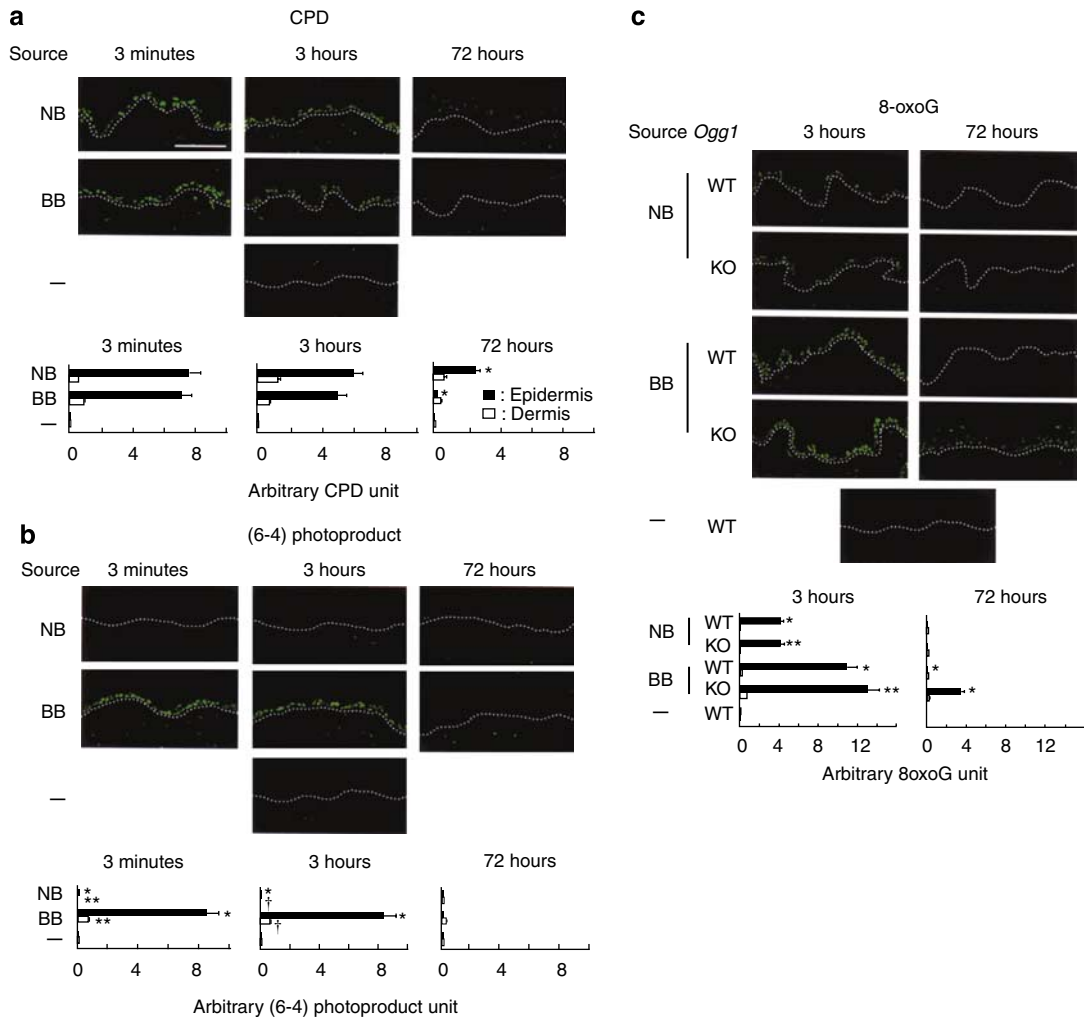 a
CPD
Source 3 minutes 3 hours 72 hours
NB
BB
—
3 minutes 3 hours 72 hours
NB *
BB *
—
: Epidermis
: Dermis
0 4 8 0 4 8 0 4 8
Arbitrary CPD unit
b
(6-4) photoproduct
Source 3 minutes 3 hours 72 hours
NB
BB
—
3 minutes 3 hours 72 hours
NB * *
** †
BB * *
** †
—
0 4 8 0 4 8 0 4 8
Arbitrary (6-4) photoproduct unit
c
8-oxoG
Source Ogg1 3 hours 72 hours
NB
WT
KO
BB
WT
KO
— WT
3 hours 72 hours
NB
WT *
KO **
BB
WT * *
KO ** *
— WT
0 4 8 12 0 4 8 12
Arbitrary 8oxoG unit